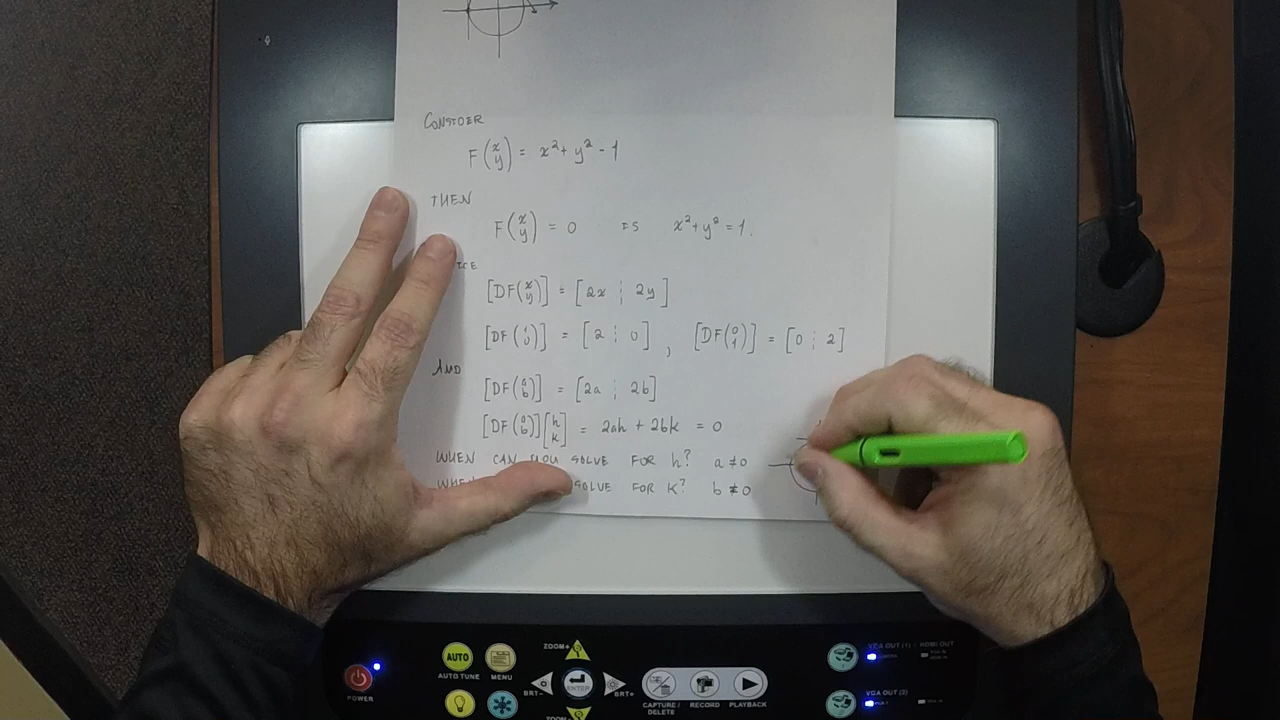 CONSIDER
F(x y) = x² + y² - 1
THEN
F(x y) = 0 IS x² + y² = 1.
[DF(x y)] = [2x ¦ 2y]
[DF(1 0)] = [2 ¦ 0] , [DF(0 1)] = [0 ¦ 2]
AND
[DF(a b)] = [2a ¦ 2b]
[DF(a b)][h k] = 2ah + 2bk = 0
WHEN CAN YOU SOLVE FOR h? a ≠ 0
WHEN SOLVE FOR K? b ≠ 0
POWER
AUTO
AUTO TUNE
MENU
ZOOM+
BRT-
ENTER
BRT+
ZOOM-
CAPTURE / DELETE
RECORD
PLAYBACK
VGA OUT (1) / HDMI OUT
VGA OUT (2)